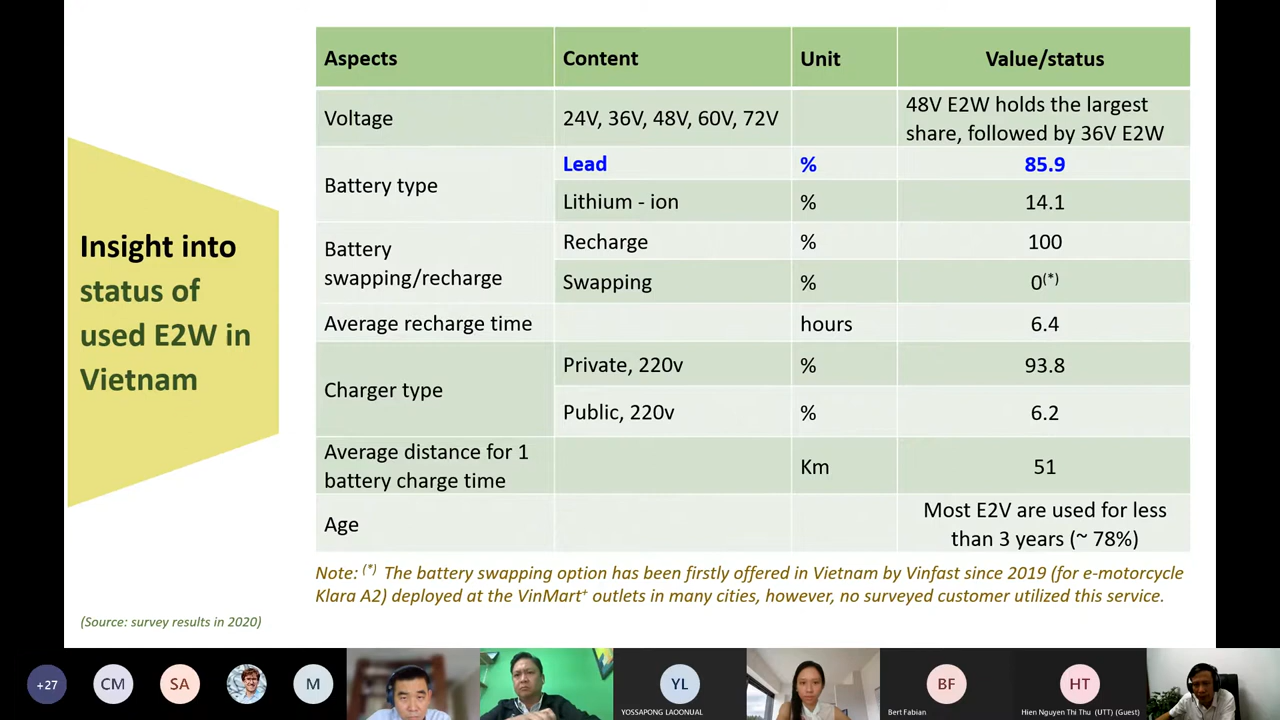 Insight into
status of
used E2W in
Vietnam
(Source: survey results in 2020)
Aspects Content Unit Value/status
Voltage 24V, 36V, 48V, 60V, 72V 48V E2W holds the largest
share, followed by 36V E2W
Battery type Lead % 85.9
Lithium - ion % 14.1
Battery
swapping/recharge Recharge % 100
Swapping % 0(*)
Average recharge time hours 6.4
Charger type Private, 220v % 93.8
Public, 220v % 6.2
Average distance for 1
battery charge time Km 51
Age Most E2V are used for less
than 3 years (~ 78%)
Note: (*) The battery swapping option has been firstly offered in Vietnam by Vinfast since 2019 (for e-motorcycle
Klara A2) deployed at the VinMart+ outlets in many cities, however, no surveyed customer utilized this service.
+27 CM SA M YL BF HT
YOSSAPONG LAOONUAL Bert Fabian Hien Nguyen Thi Thu (UTT) (Guest)